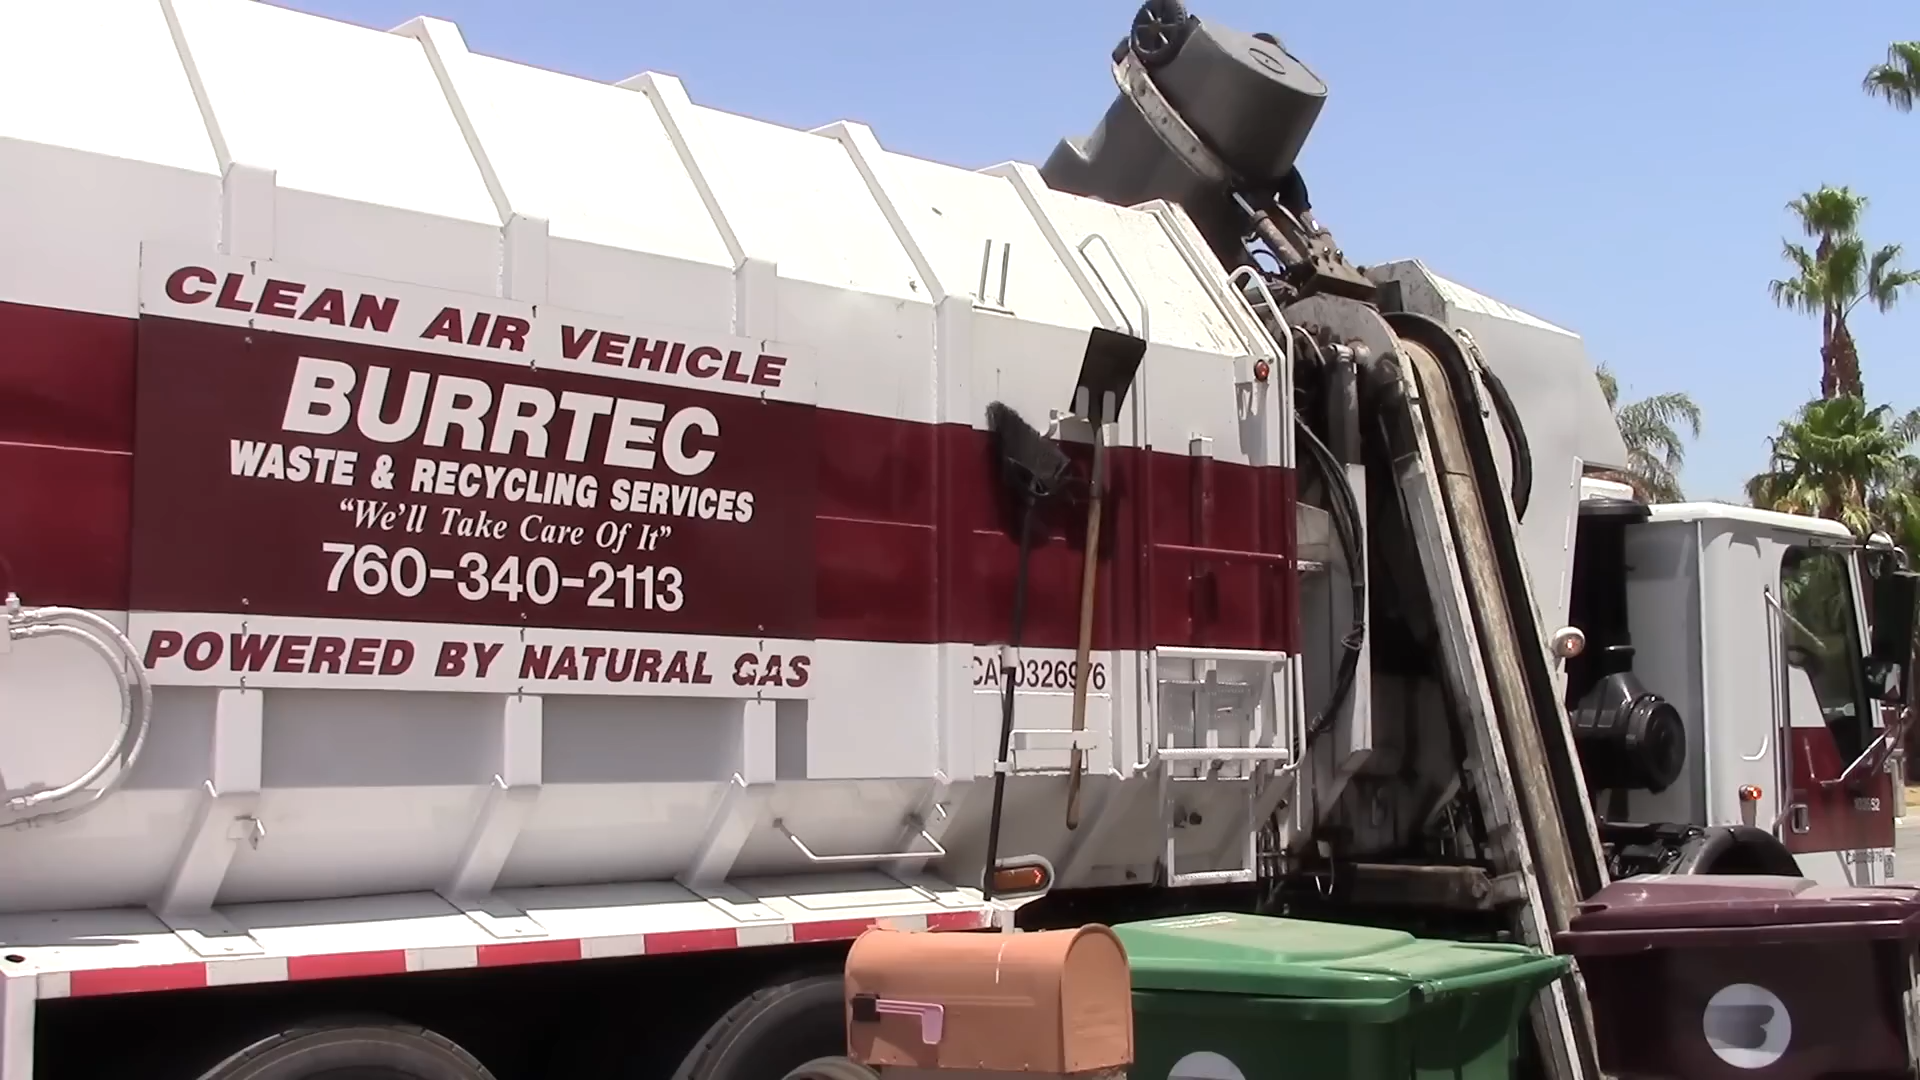 CLEAN AIR VEHICLE
BURRTEC
WASTE & RECYCLING SERVICES
“We’ll Take Care Of It”
760-340-2113
POWERED BY NATURAL GAS